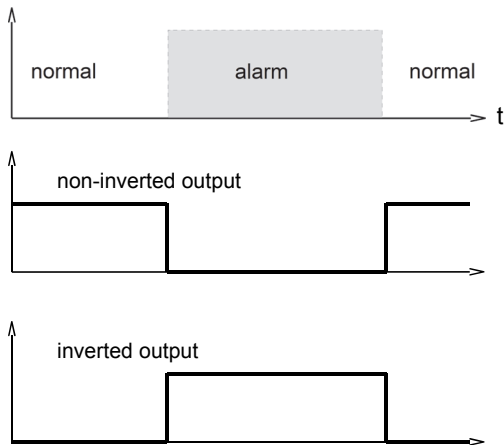 normal alarm normal
t
non-inverted output
inverted output